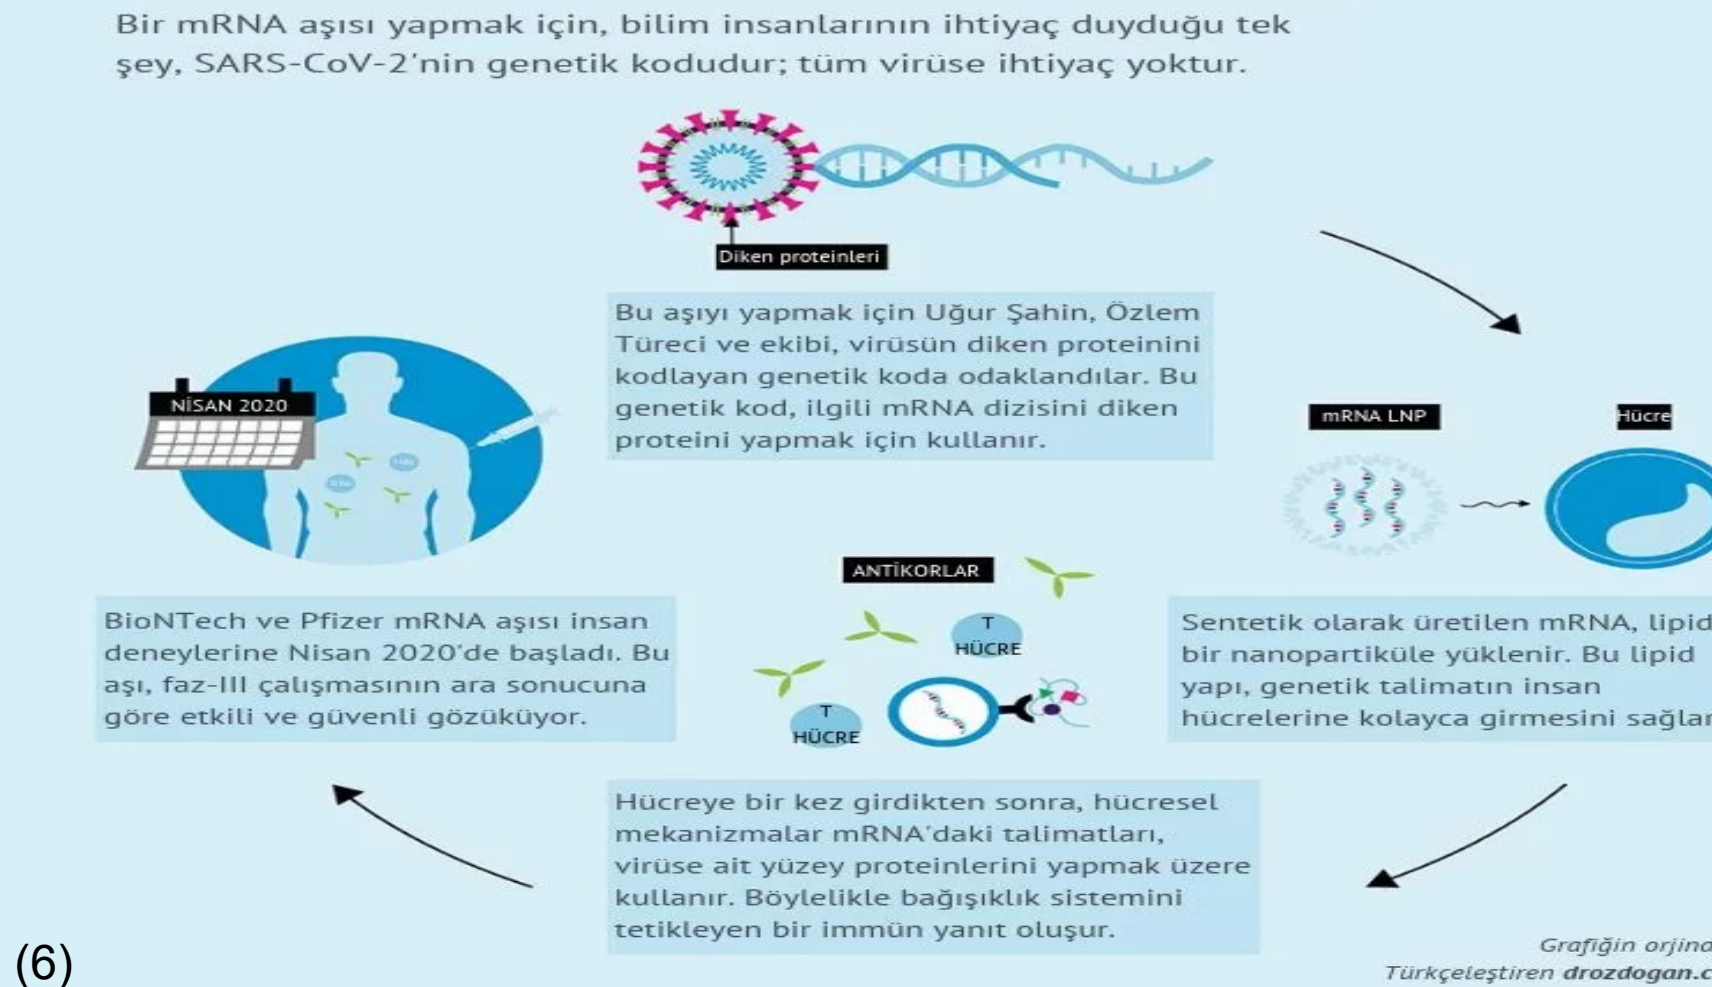 Bir mRNA aşısı yapmak için, bilim insanlarının ihtiyaç duyduğu tek
şey, SARS-CoV-2'nin genetik kodudur; tüm virüse ihtiyaç yoktur.
Diken proteinleri
Bu aşıyı yapmak için Uğur Şahin, Özlem
Türeci ve ekibi, virüsün diken proteinini
kodlayan genetik koda odaklandılar. Bu
genetik kod, ilgili mRNA dizisini diken
proteini yapmak için kullanır.
mRNA LNP
Hücre
Sentetik olarak üretilen mRNA, lipid
bir nanopartiküle yüklenir. Bu lipid
yapı, genetik talimatın insan
hücrelerine kolayca girmesini sağlar
ANTİKORLAR
T
HÜCRE
T
HÜCRE
Hücreye bir kez girdikten sonra, hücresel
mekanizmalar mRNA'daki talimatları,
virüse ait yüzey proteinlerini yapmak üzere
kullanır. Böylelikle bağışıklık sistemini
tetikleyen bir immün yanıt oluşur.
NİSAN 2020
BioNTech ve Pfizer mRNA aşısı insan
deneylerine Nisan 2020'de başladı. Bu
aşı, faz-III çalışmasının ara sonucuna
göre etkili ve güvenli gözüküyor.
Grafiğin orjina
Türkçeleştiren drozdogan.c
(6)